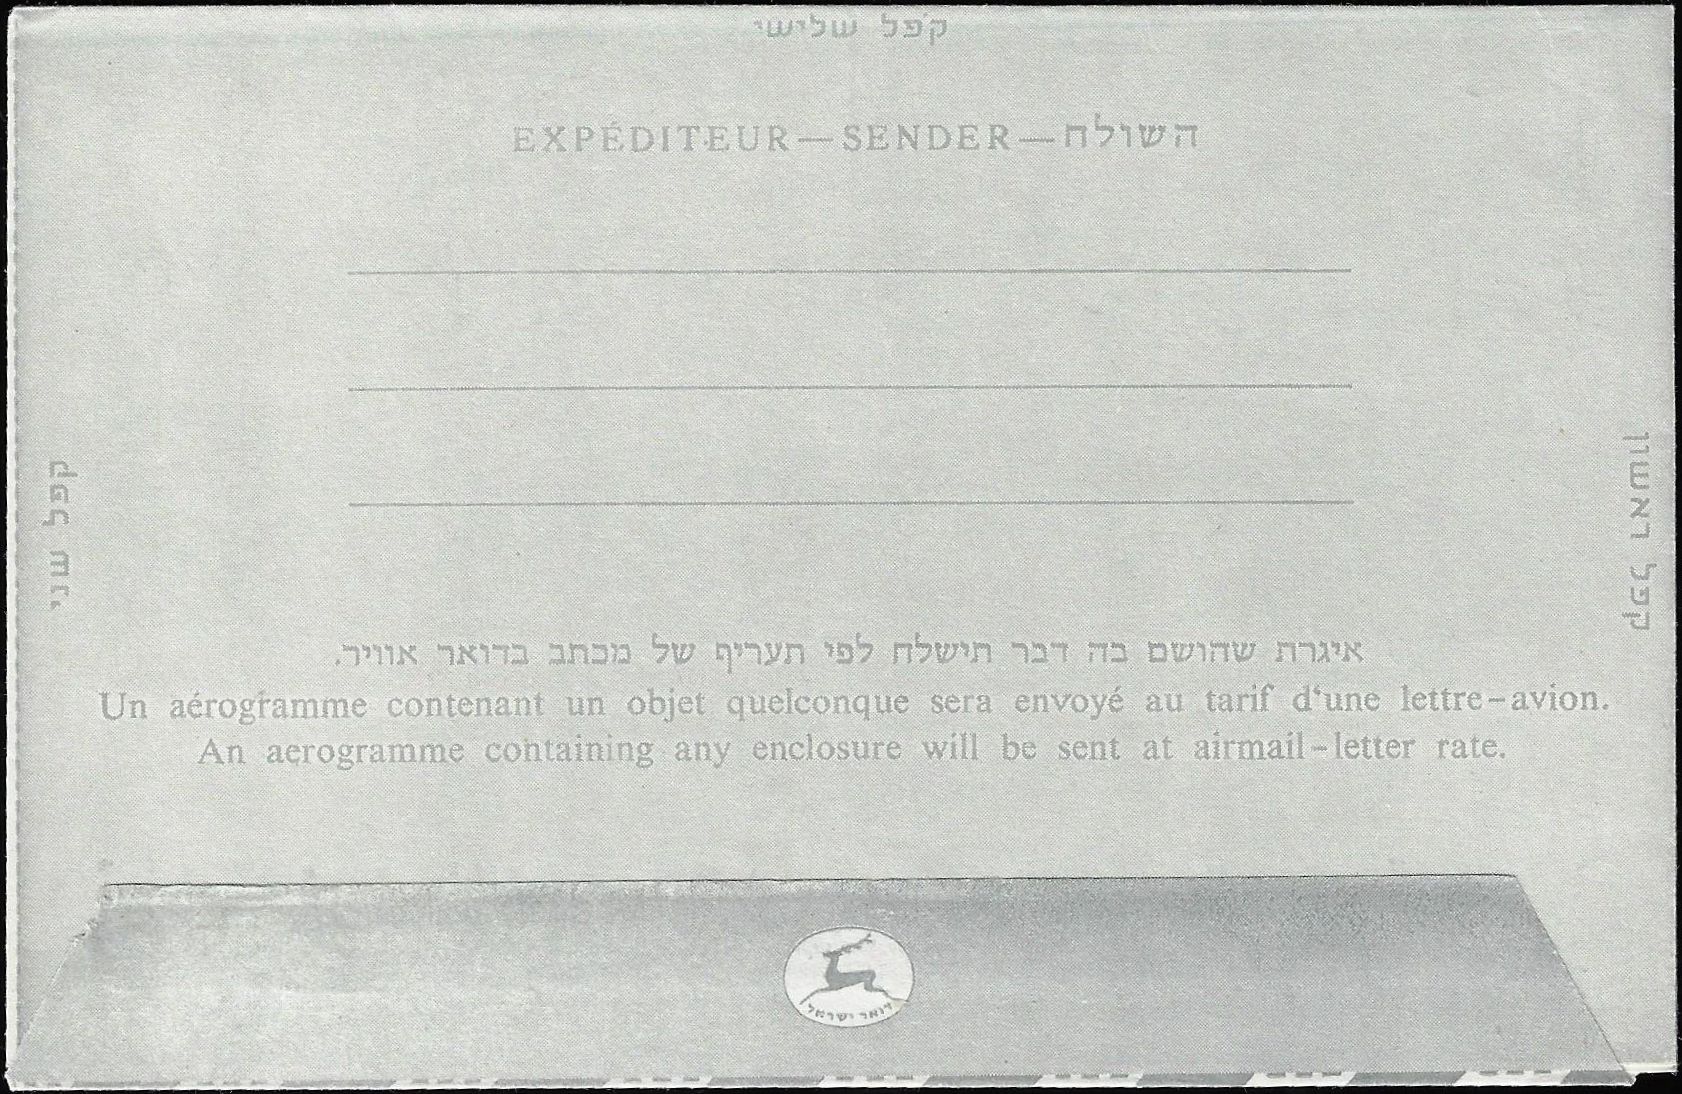 קפל שלישי
EXPÉDITEUR — SENDER — השולח
קפל שני
קפל ראשון
איגרת שהושם בה דבר תישלח לפי תעריף של מכתב בדואר אוויר.
Un aérogramme contenant un objet quelconque sera envoyé au tarif d'une lettre-avion.
An aerogramme containing any enclosure will be sent at airmail-letter rate.
דואר ישראל